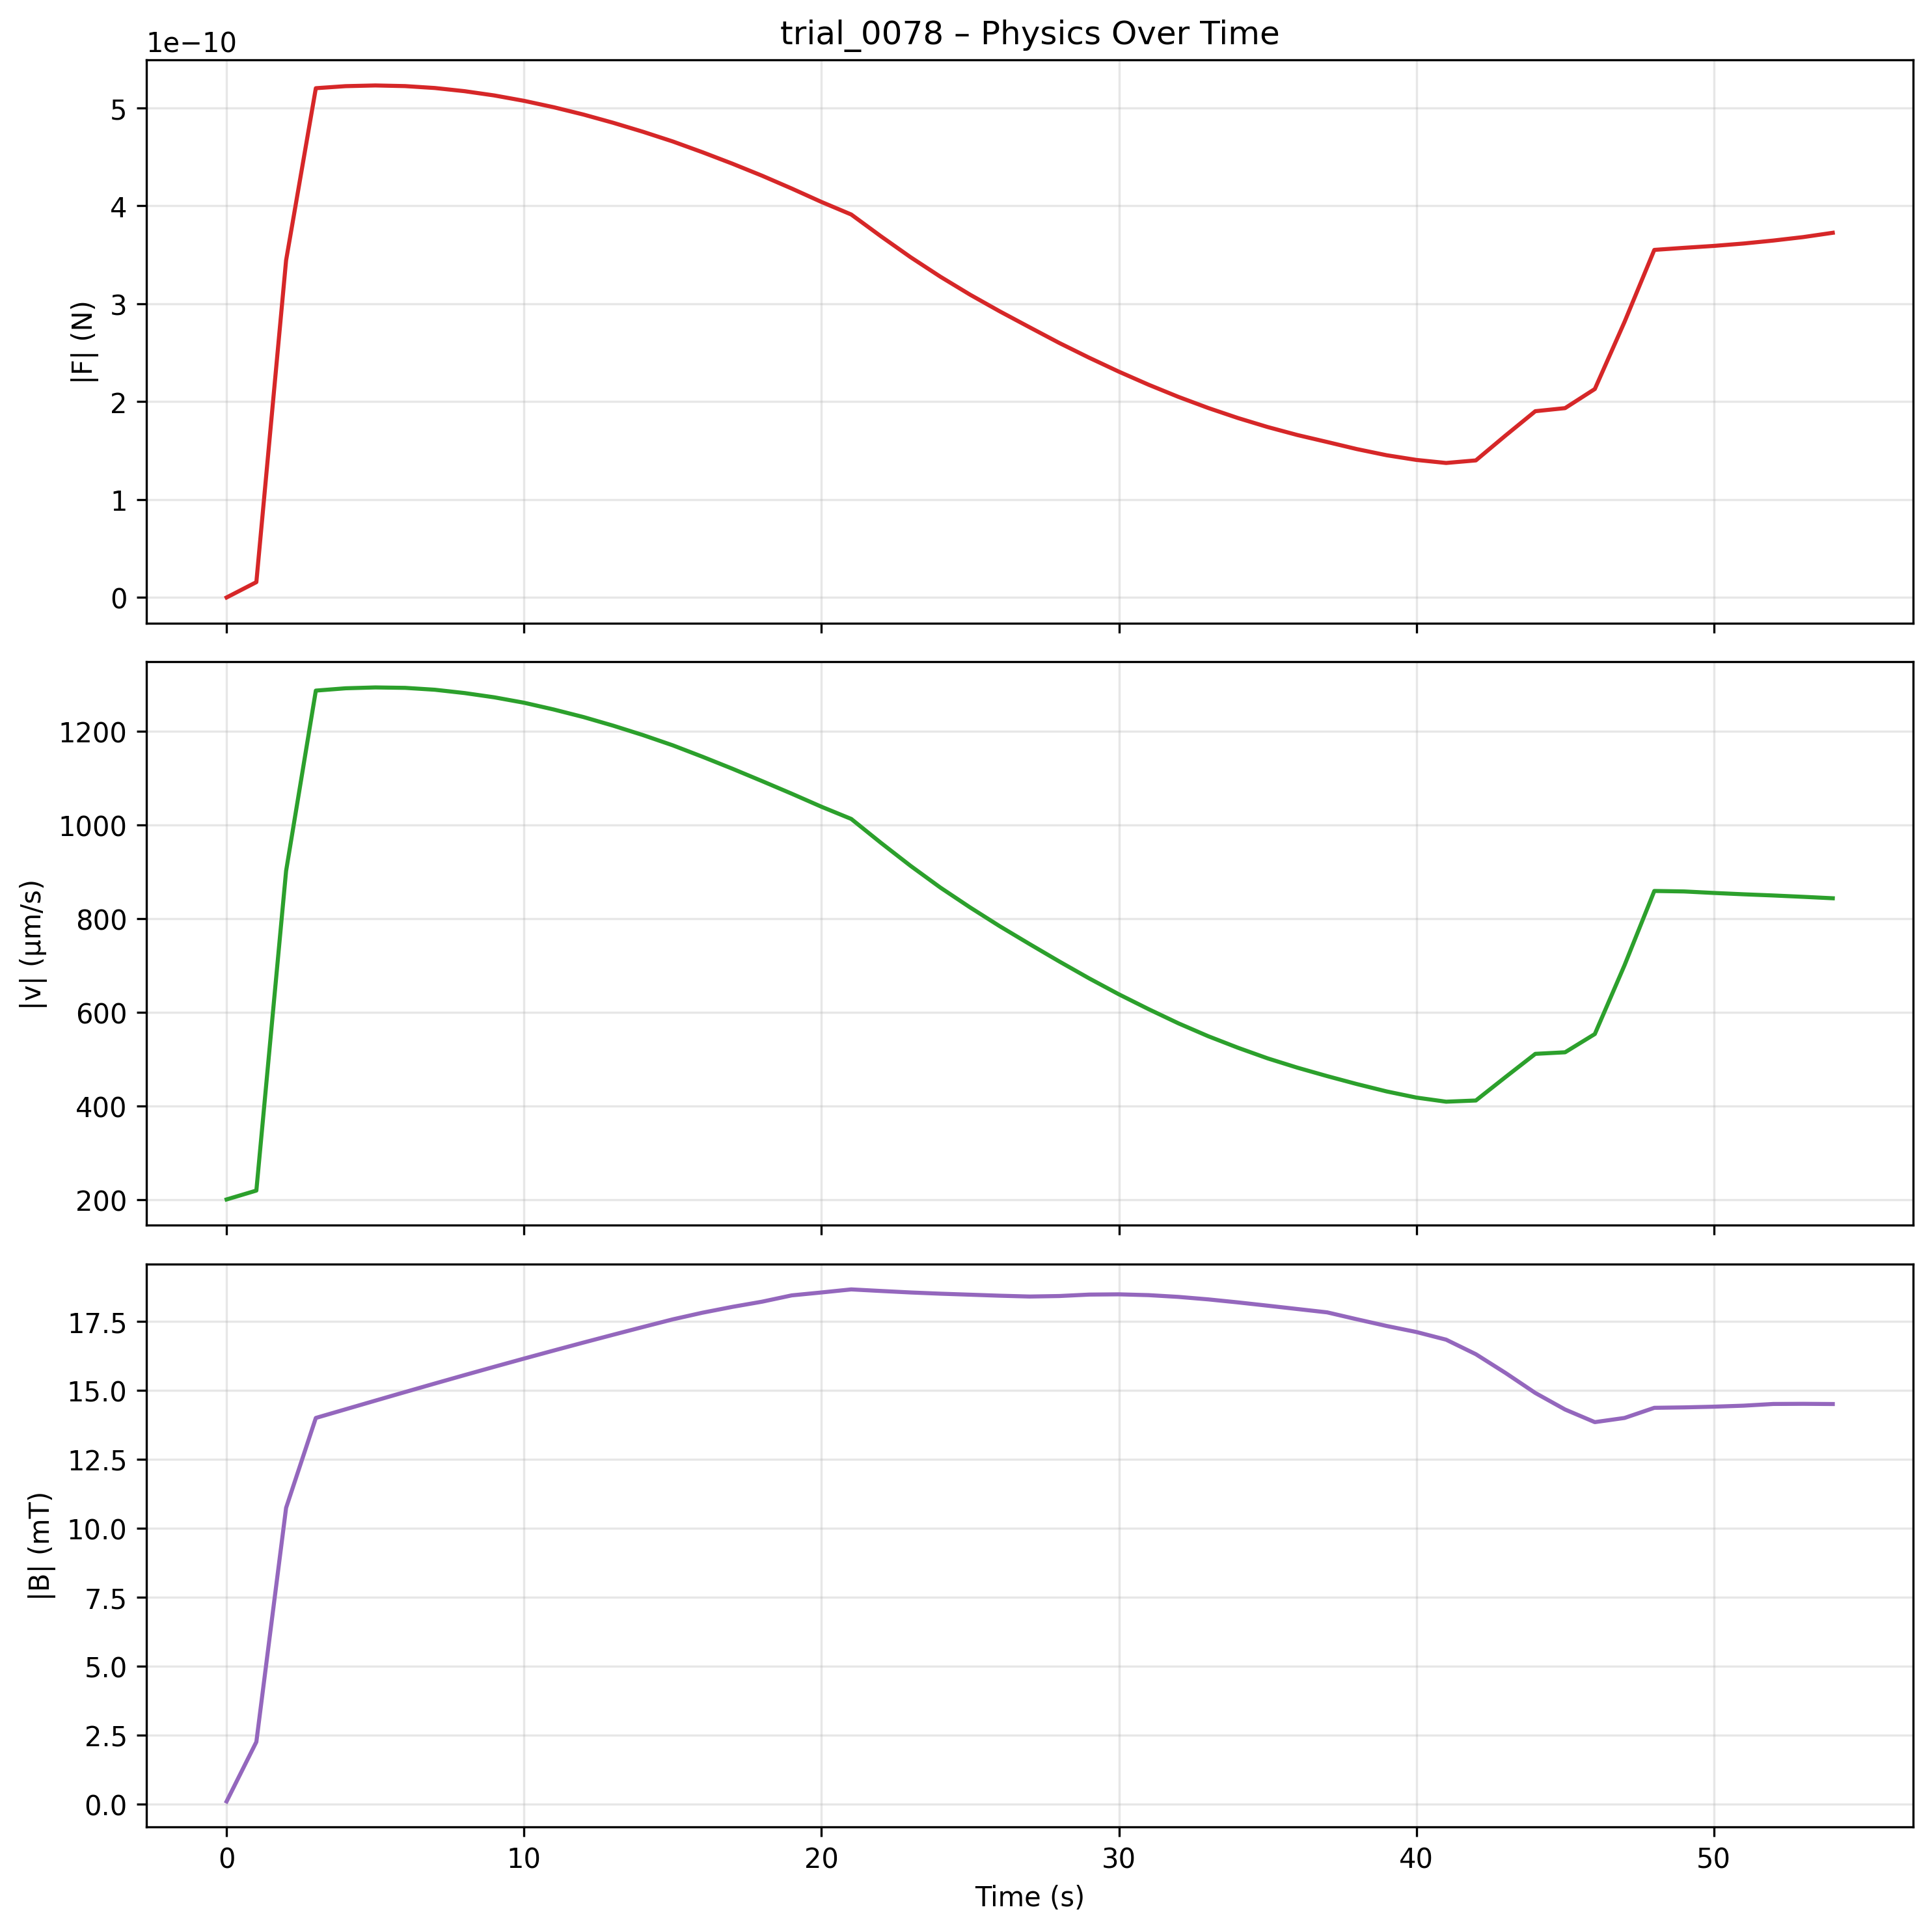 trial_0078 – Physics Over Time
1e−10
5
4
3
2
1
0
|F| (N)
1200
1000
800
600
400
200
|v| (µm/s)
17.5
15.0
12.5
10.0
7.5
5.0
2.5
0.0
|B| (mT)
0 10 20 30 40 50
Time (s)